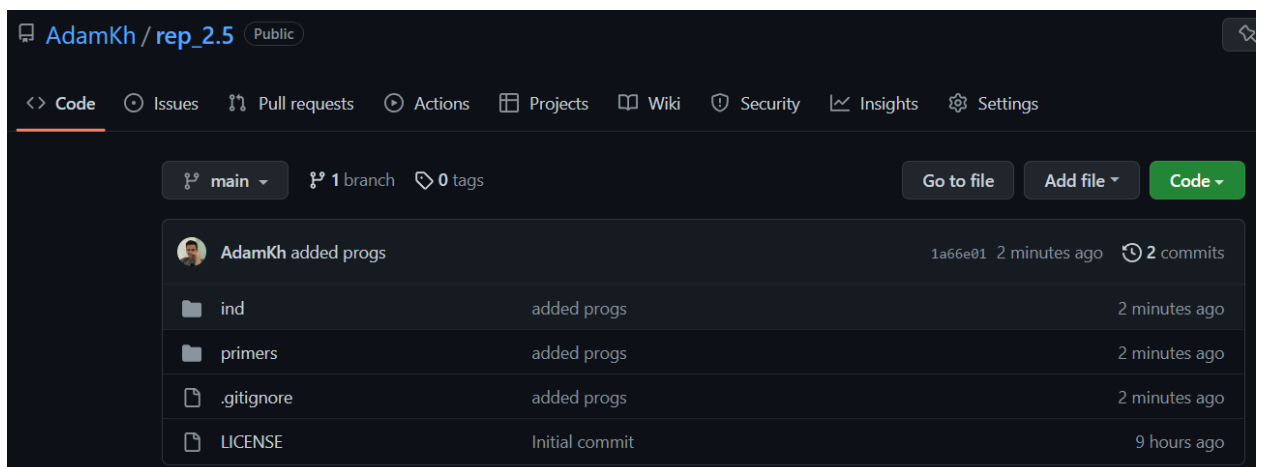 AdamKh / rep_2.5 Public
Code Issues Pull requests Actions Projects Wiki Security Insights Settings
main 1 branch 0 tags Go to file Add file Code
AdamKh added progs 1a66e01 2 minutes ago 2 commits
ind added progs 2 minutes ago
primers added progs 2 minutes ago
.gitignore added progs 2 minutes ago
LICENSE Initial commit 9 hours ago